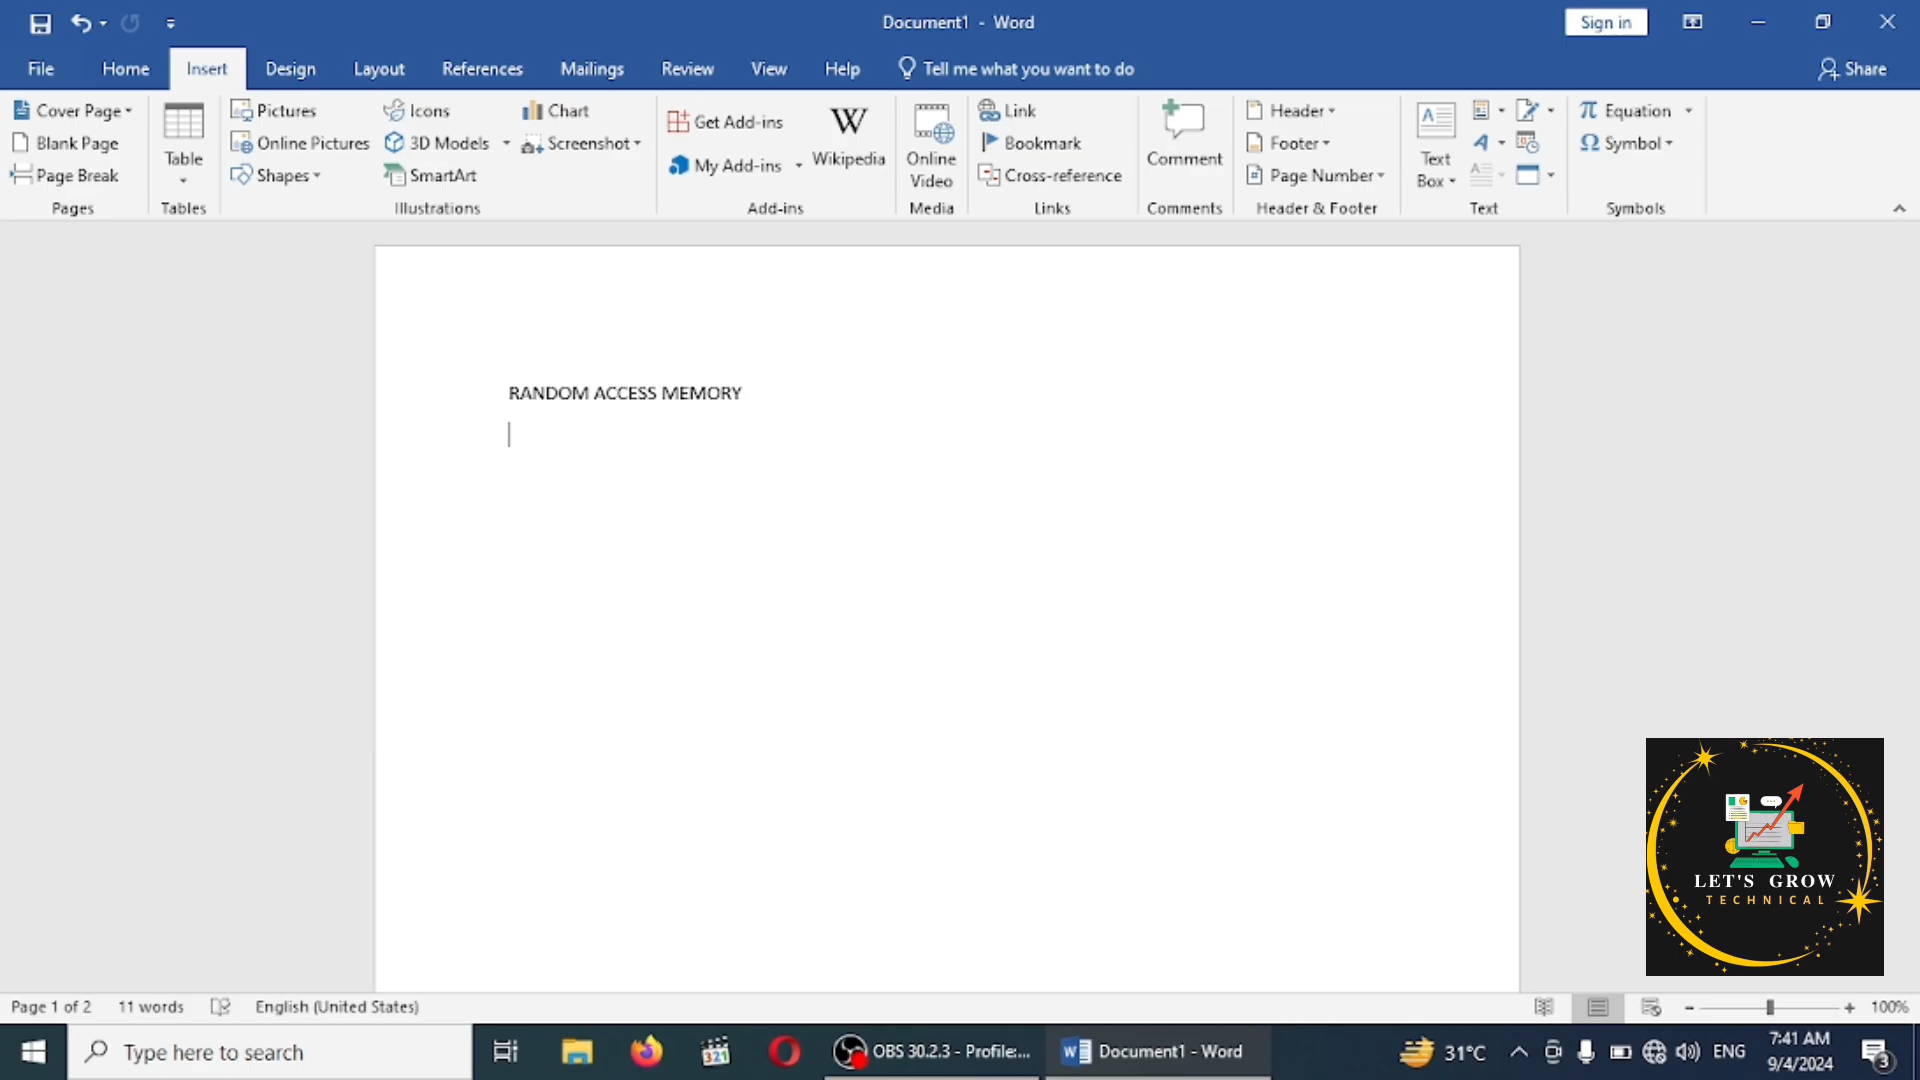 Document1 - Word
Sign in
File Home Insert Design Layout References Mailings Review View Help Tell me what you want to do Share
Cover Page
Blank Page
Page Break
Pages
Table
Tables
Pictures
Online Pictures
Shapes
Icons
3D Models
SmartArt
Chart
Screenshot
Illustrations
Get Add-ins
My Add-ins
W
Wikipedia
Add-ins
Online
Video
Media
Link
Bookmark
Cross-reference
Links
Comment
Comments
Header
Footer
Page Number
Header & Footer
Text
Box
Text
π Equation
Ω Symbol
Symbols
RANDOM ACCESS MEMORY
LET'S GROW
TECHNICAL
Page 1 of 2 11 words English (United States) 100%
Type here to search
321
OBS 30.2.3 - Profile:...
Document1 - Word
31°C
ENG
7:41 AM
9/4/2024
3